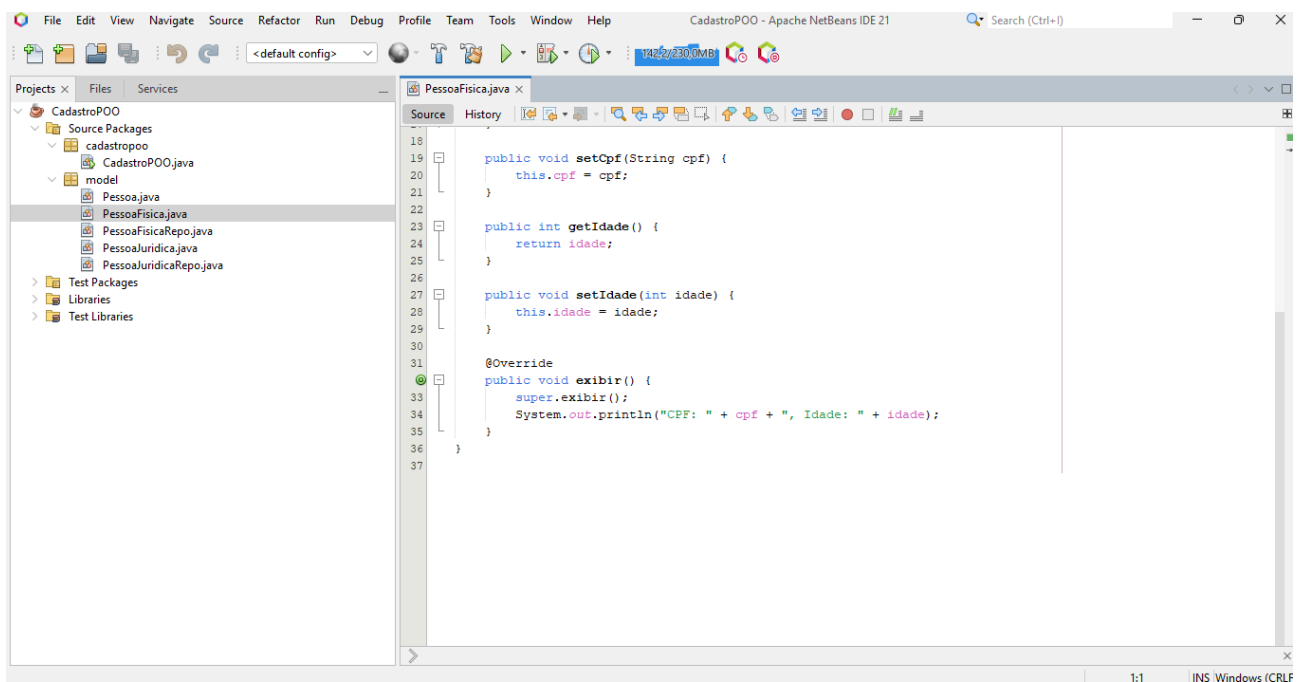 File Edit View Navigate Source Refactor Run Debug Profile Team Tools Window Help CadastroPOO - Apache NetBeans IDE 21 Search (Ctrl+I)
<default config> 142,2/230,0MB
Projects Files Services
CadastroPOO
Source Packages
cadastropoo
CadastroPOO.java
model
Pessoa.java
PessoaFisica.java
PessoaFisicaRepo.java
PessoaJuridica.java
PessoaJuridicaRepo.java
Test Packages
Libraries
Test Libraries
PessoaFisica.java
Source History
18
19 public void setCpf(String cpf) {
20 this.cpf = cpf;
21 }
22
23 public int getIdade() {
24 return idade;
25 }
26
27 public void setIdade(int idade) {
28 this.idade = idade;
29 }
30
31 @Override
public void exibir() {
33 super.exibir();
34 System.out.println("CPF: " + cpf + ", Idade: " + idade);
35 }
36 }
37
1:1 INS Windows (CRLF